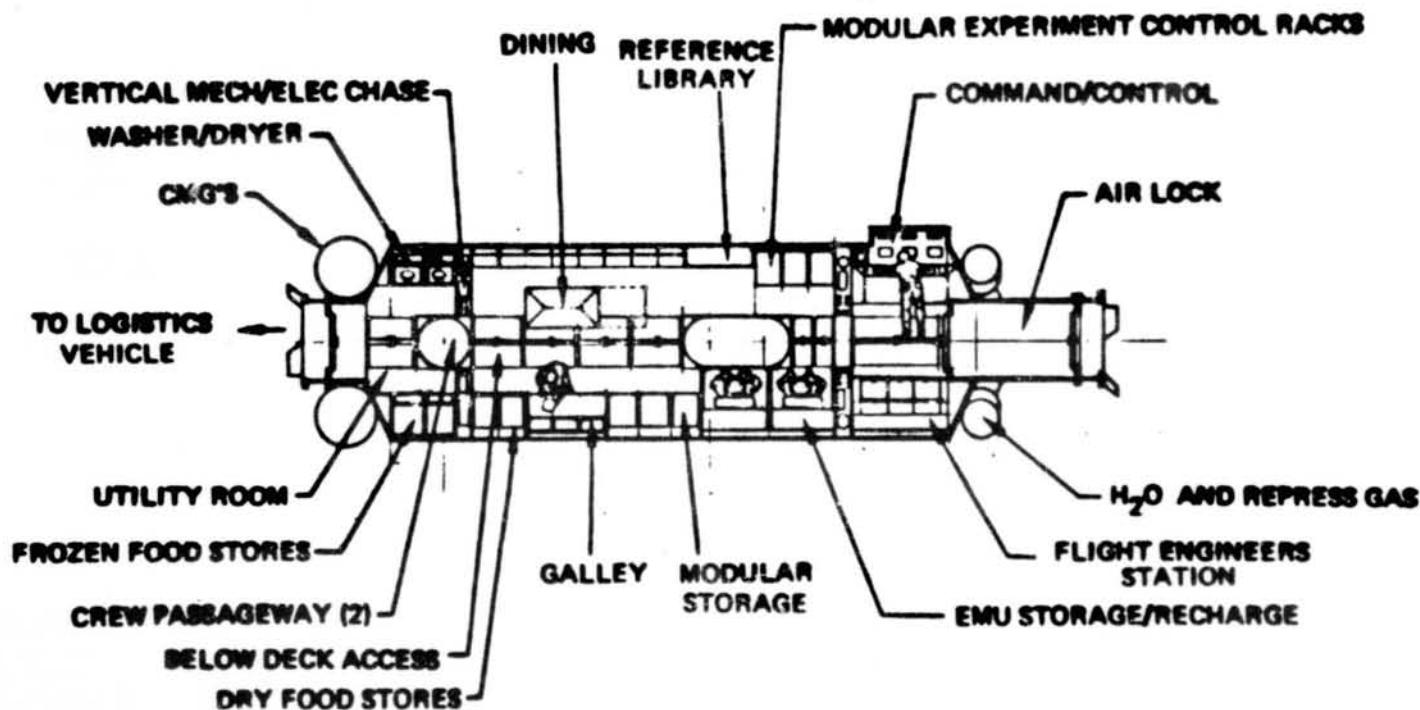 MODULAR EXPERIMENT CONTROL RACKS
DINING
REFERENCE
LIBRARY
VERTICAL MECH/ELEC CHASE
COMMAND/CONTROL
WASHER/DRYER
CMG'S
AIR LOCK
TO LOGISTICS
VEHICLE
UTILITY ROOM
H₂O AND REPRESS GAS
FROZEN FOOD STORES
GALLEY
MODULAR
STORAGE
FLIGHT ENGINEERS
STATION
CREW PASSAGEWAY (2)
EMU STORAGE/RECHARGE
BELOW DECK ACCESS
DRY FOOD STORES